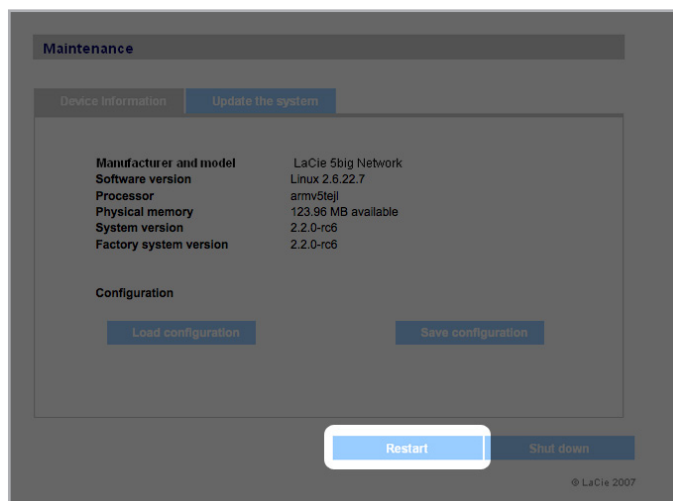 Maintenance
Device Information Update the system
Manufacturer and model LaCie 5big Network
Software version Linux 2.6.22.7
Processor armv5tejl
Physical memory 123.96 MB available
System version 2.2.0-rc6
Factory system version 2.2.0-rc6
Configuration
Load configuration Save configuration
Restart Shut down
© LaCie 2007